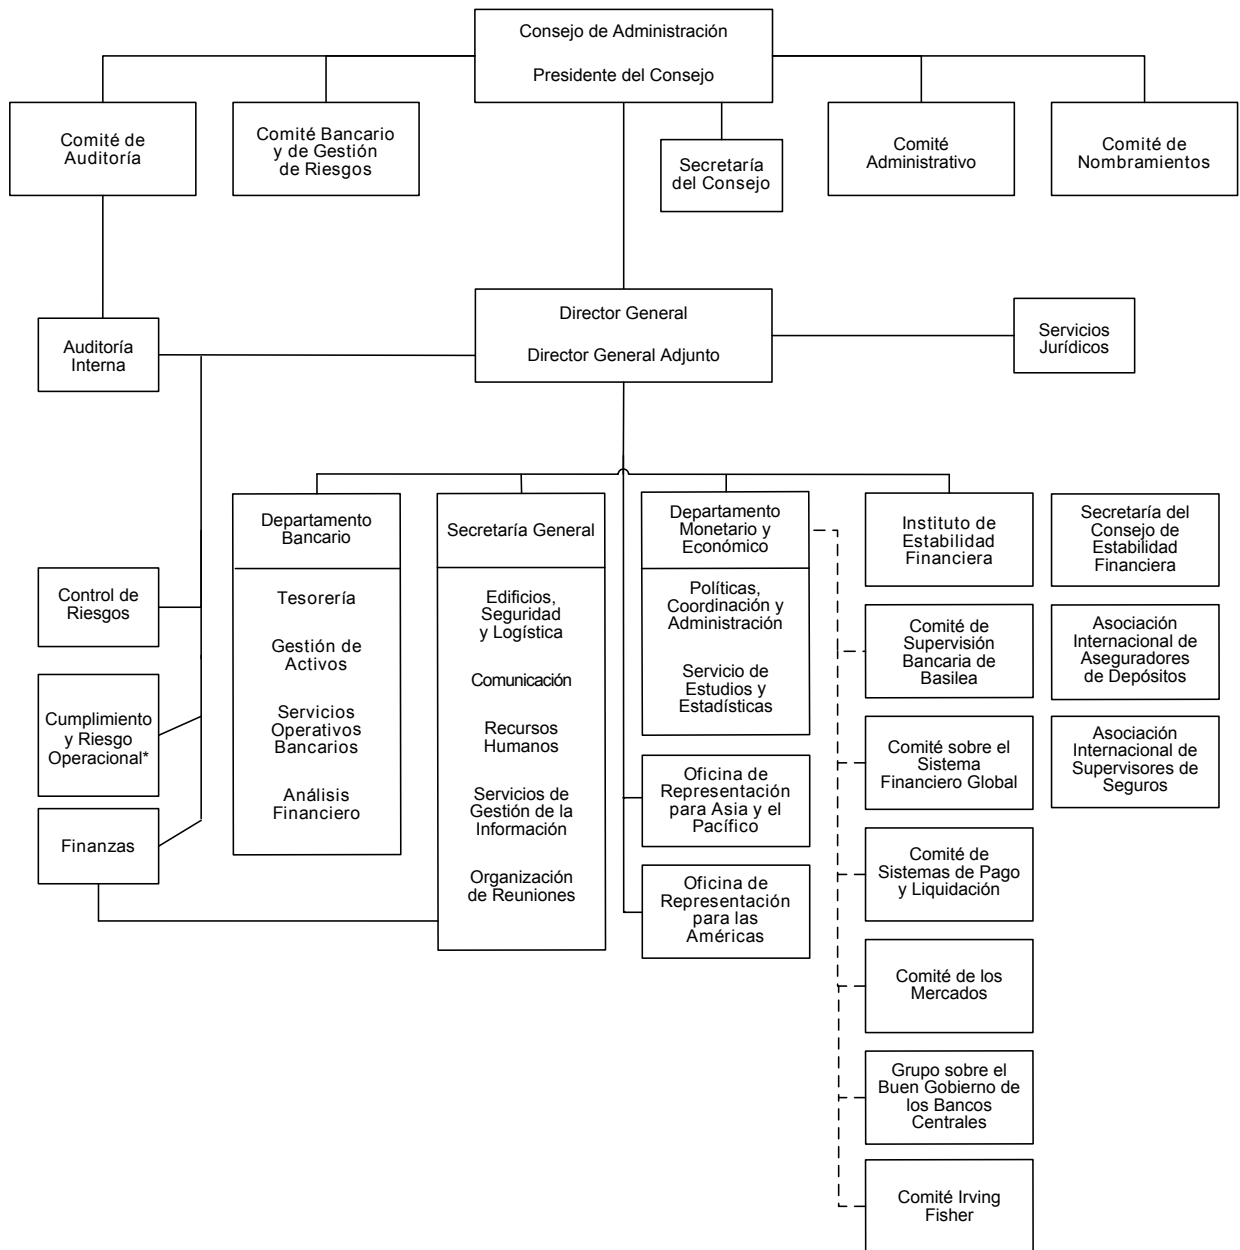 Consejo de Administración
Presidente del Consejo
Comité de
Auditoría
Comité Bancario
y de Gestión
de Riesgos
Secretaría
del Consejo
Comité
Administrativo
Comité de
Nombramientos
Director General
Director General Adjunto
Auditoría
Interna
Servicios
Jurídicos
Control de
Riesgos
Cumplimiento
y Riesgo
Operacional*
Finanzas
Departamento
Bancario
Tesorería
Gestión de
Activos
Servicios
Operativos
Bancarios
Análisis
Financiero
Secretaría General
Edificios,
Seguridad
y Logística
Comunicación
Recursos
Humanos
Servicios de
Gestión de la
Información
Organización
de Reuniones
Departamento
Monetario y
Económico
Políticas,
Coordinación y
Administración
Servicio de
Estudios y
Estadísticas
Oficina de
Representación
para Asia y el
Pacífico
Oficina de
Representación
para las
Américas
Instituto de
Estabilidad
Financiera
Comité de
Supervisión
Bancaria de
Basilea
Comité sobre el
Sistema
Financiero Global
Comité de
Sistemas de Pago
y Liquidación
Comité de los
Mercados
Grupo sobre el
Buen Gobierno de
los Bancos
Centrales
Comité Irving
Fisher
Secretaría del
Consejo de
Estabilidad
Financiera
Asociación
Internacional de
Aseguradores
de Depósitos
Asociación
Internacional de
Supervisores de
Seguros